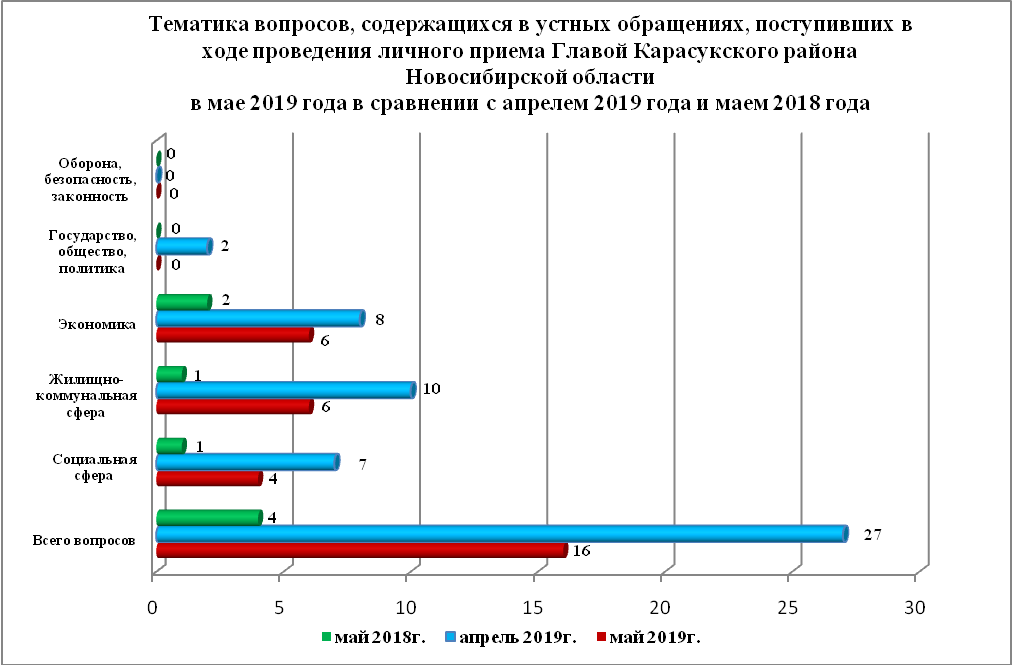 Тематика вопросов, содержащихся в устных обращениях, поступивших в
ходе проведения личного приема Главой Карасукского района
Новосибирской области
в мае 2019 года в сравнении с апрелем 2019 года и маем 2018 года
Оборона,
безопасность,
законность
0
0
0
Государство,
общество,
политика
0
2
0
Экономика
2
8
6
Жилищно-
коммунальная
сфера
1
10
6
Социальная
сфера
1
7
4
Всего вопросов
4
27
16
0 5 10 15 20 25 30
май 2018г. апрель 2019г. май 2019г.